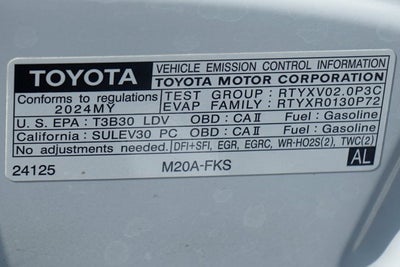 TOYOTA
VEHICLE EMISSION CONTROL INFORMATION
TOYOTA MOTOR CORPORATION
Conforms to regulations
2024MY
TEST GROUP : RTYXV02.0P3C
EVAP FAMILY : RTYXR0130P72
U.S. EPA : T3B30 LDV OBD : CAⅡ Fuel : Gasoline
California : SULEV30 PC OBD : CAⅡ Fuel : Gasoline
No adjustments needed. DFI+SFI, EGR, EGRC, WR-HO2S(2), TWC(2)
24125 M20A-FKS AL